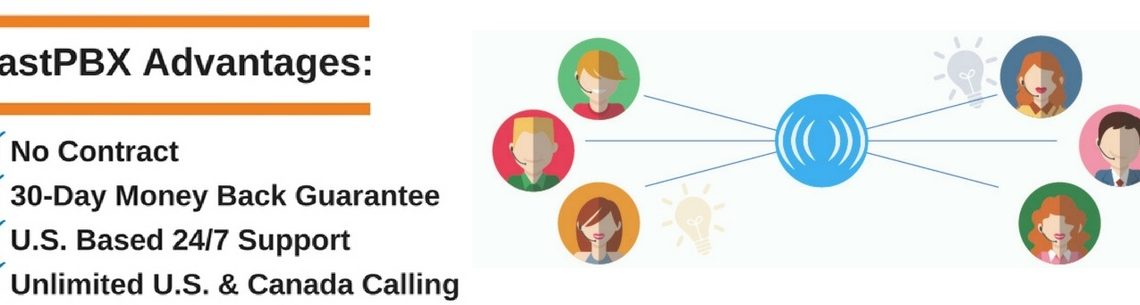 astPBX Advantages:
No Contract
30-Day Money Back Guarantee
U.S. Based 24/7 Support
Unlimited U.S. & Canada Calling